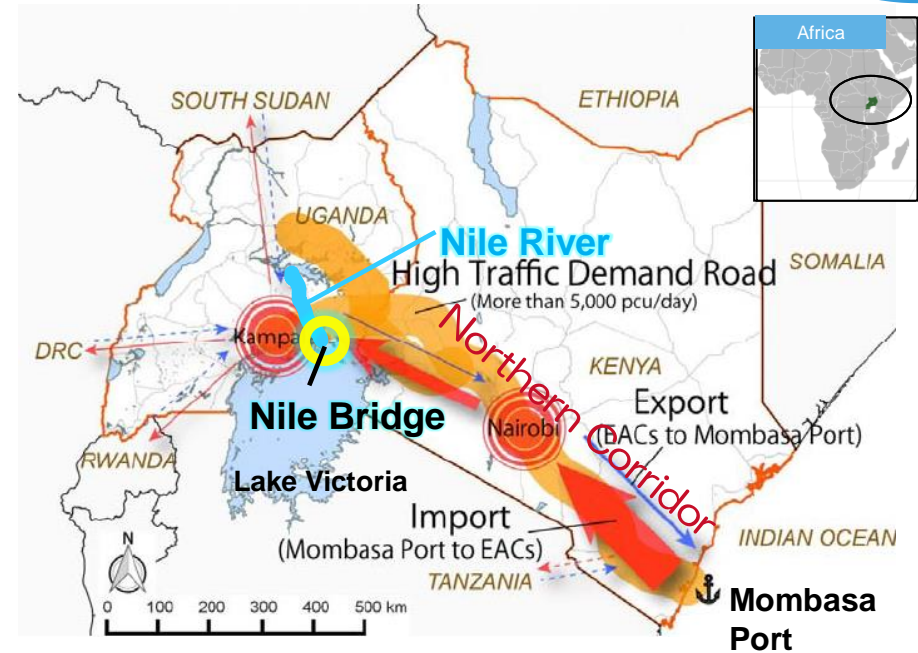 Africa
SOUTH SUDAN
ETHIOPIA
UGANDA
Nile River
High Traffic Demand Road
(More than 5,000 pcu/day)
SOMALIA
Kampa
DRC
Northern Corridor
KENYA
Nile Bridge
Nairobi
Export
(EACs to Mombasa Port)
RWANDA
Lake Victoria
Import
(Mombasa Port to EACs)
INDIAN OCEAN
TANZANIA
N
0 100 200 300 400 500 km
Mombasa
Port